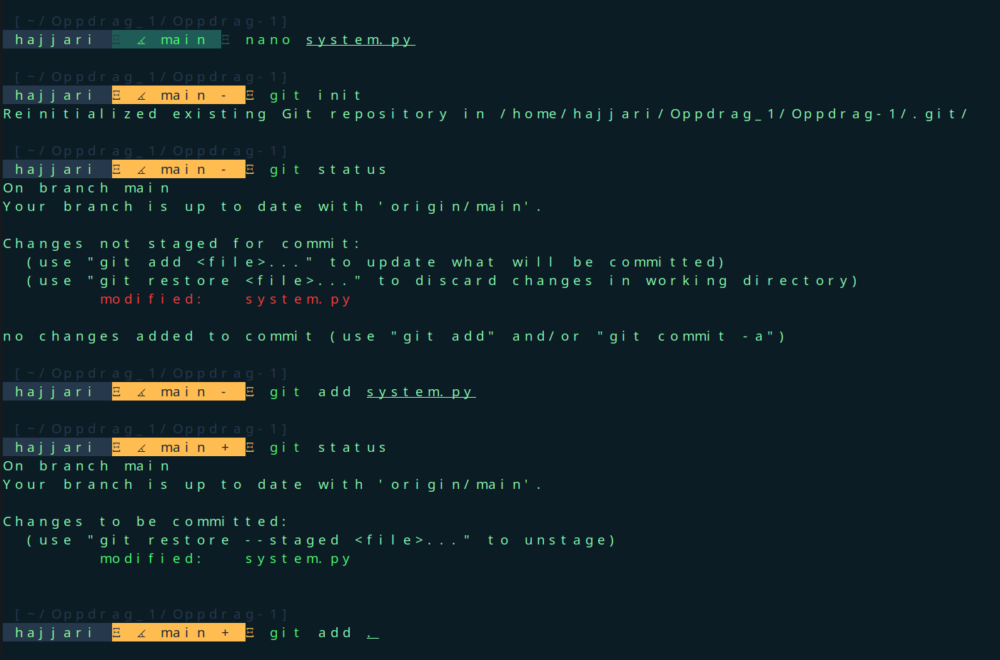 [~/Oppdrag_1/Oppdrag-1]
hajjari Ξ ∡ main Ξ nano system.py
[~/Oppdrag_1/Oppdrag-1]
hajjari Ξ ∡ main - Ξ git init
Reinitialized existing Git repository in /home/hajjari/Oppdrag_1/Oppdrag-1/.git/
[~/Oppdrag_1/Oppdrag-1]
hajjari Ξ ∡ main - Ξ git status
On branch main
Your branch is up to date with 'origin/main'.
Changes not staged for commit:
(use "git add <file>..." to update what will be committed)
(use "git restore <file>..." to discard changes in working directory)
modified: system.py
no changes added to commit (use "git add" and/or "git commit -a")
[~/Oppdrag_1/Oppdrag-1]
hajjari Ξ ∡ main - Ξ git add system.py
[~/Oppdrag_1/Oppdrag-1]
hajjari Ξ ∡ main + Ξ git status
On branch main
Your branch is up to date with 'origin/main'.
Changes to be committed:
(use "git restore --staged <file>..." to unstage)
modified: system.py
[~/Oppdrag_1/Oppdrag-1]
hajjari Ξ ∡ main + Ξ git add .